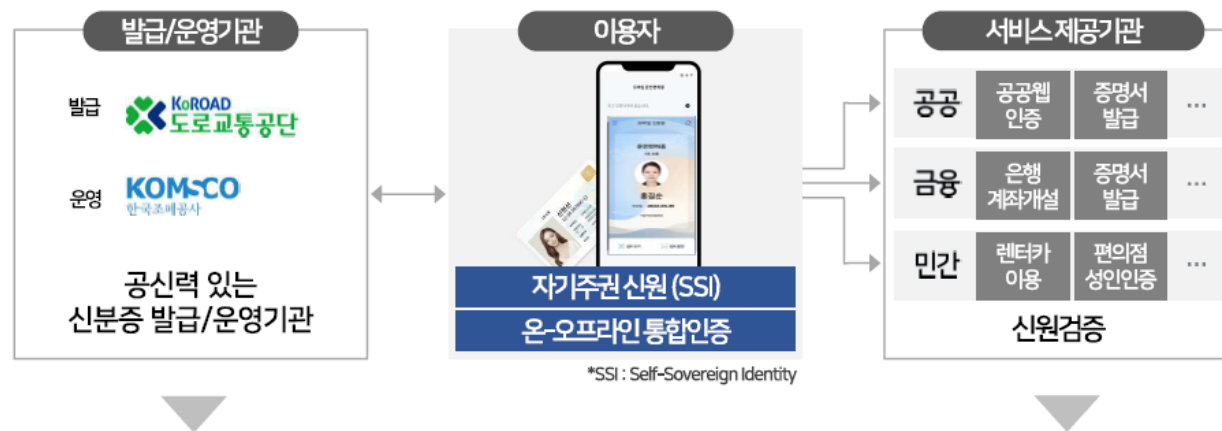 발급/운영기관
발급
KoROAD
도로교통공단
운영
KOMSCO
한국조폐공사
공신력 있는
신분증 발급/운영기관
이용자
홍길순
자기주권 신원 (SSI)
온-오프라인 통합인증
*SSI : Self-Sovereign Identity
서비스 제공기관
공공
공공웹
인증
증명서
발급
...
금융
은행
계좌개설
증명서
발급
...
민간
렌터카
이용
편의점
성인인증
...
신원검증